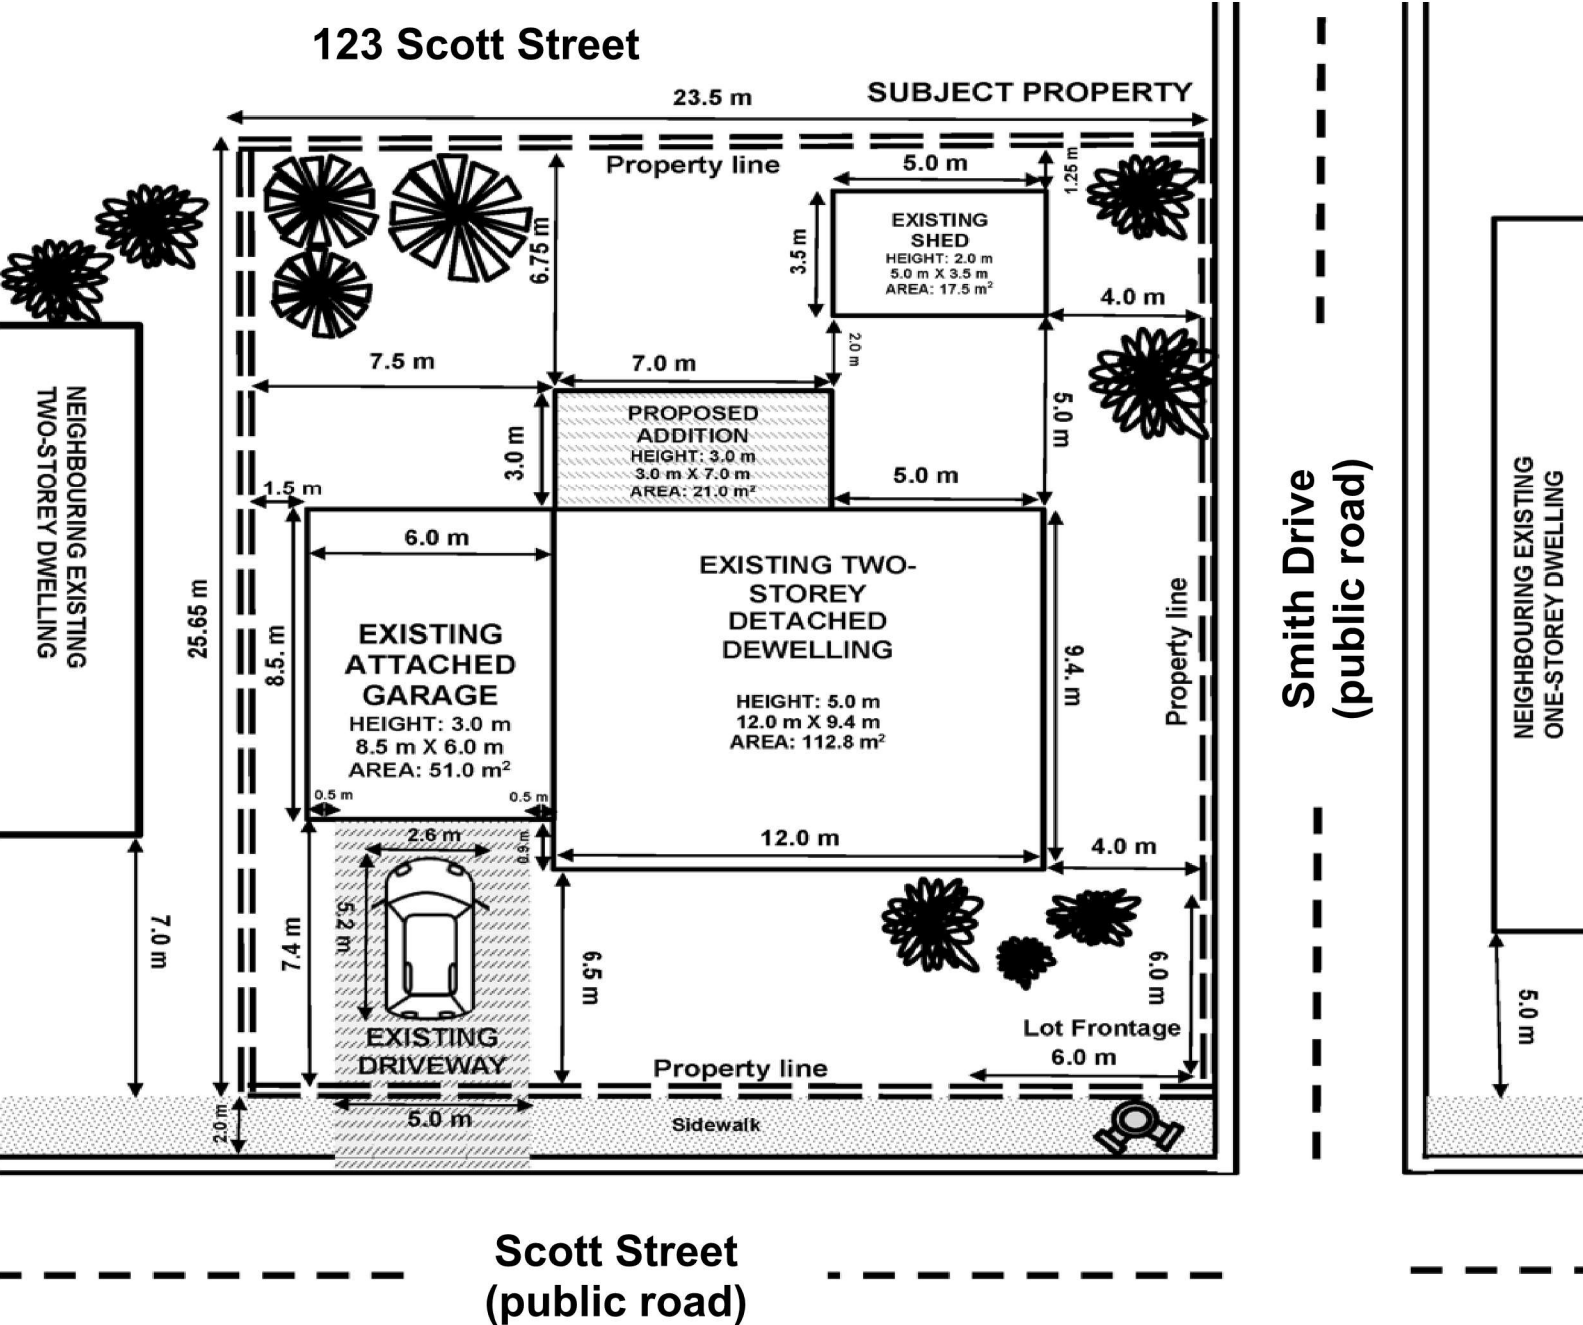 123 Scott Street
23.5 m
SUBJECT PROPERTY
Property line
5.0 m
1.25 m
6.75 m
3.5 m
EXISTING
SHED
HEIGHT: 2.0 m
5.0 m X 3.5 m
AREA: 17.5 m²
4.0 m
2.0 m
7.5 m
7.0 m
5.0 m
PROPOSED
ADDITION
HEIGHT: 3.0 m
3.0 m X 7.0 m
AREA: 21.0 m²
3.0 m
5.0 m
1.5 m
NEIGHBOURING EXISTING
TWO-STOREY DWELLING
25.65 m
8.5. m
6.0 m
EXISTING
ATTACHED
GARAGE
HEIGHT: 3.0 m
8.5 m X 6.0 m
AREA: 51.0 m²
0.5 m
0.5 m
EXISTING TWO-
STOREY
DETACHED
DEWELLING
HEIGHT: 5.0 m
12.0 m X 9.4 m
AREA: 112.8 m²
9.4. m
Property line
Smith Drive
(public road)
NEIGHBOURING EXISTING
ONE-STOREY DWELLING
12.0 m
4.0 m
2.6 m
0.9 m
5.2 m
7.4 m
7.0 m
6.5 m
6.0 m
5.0 m
EXISTING
DRIVEWAY
Lot Frontage
6.0 m
Property line
2.0 m
5.0 m
Sidewalk
Scott Street
(public road)